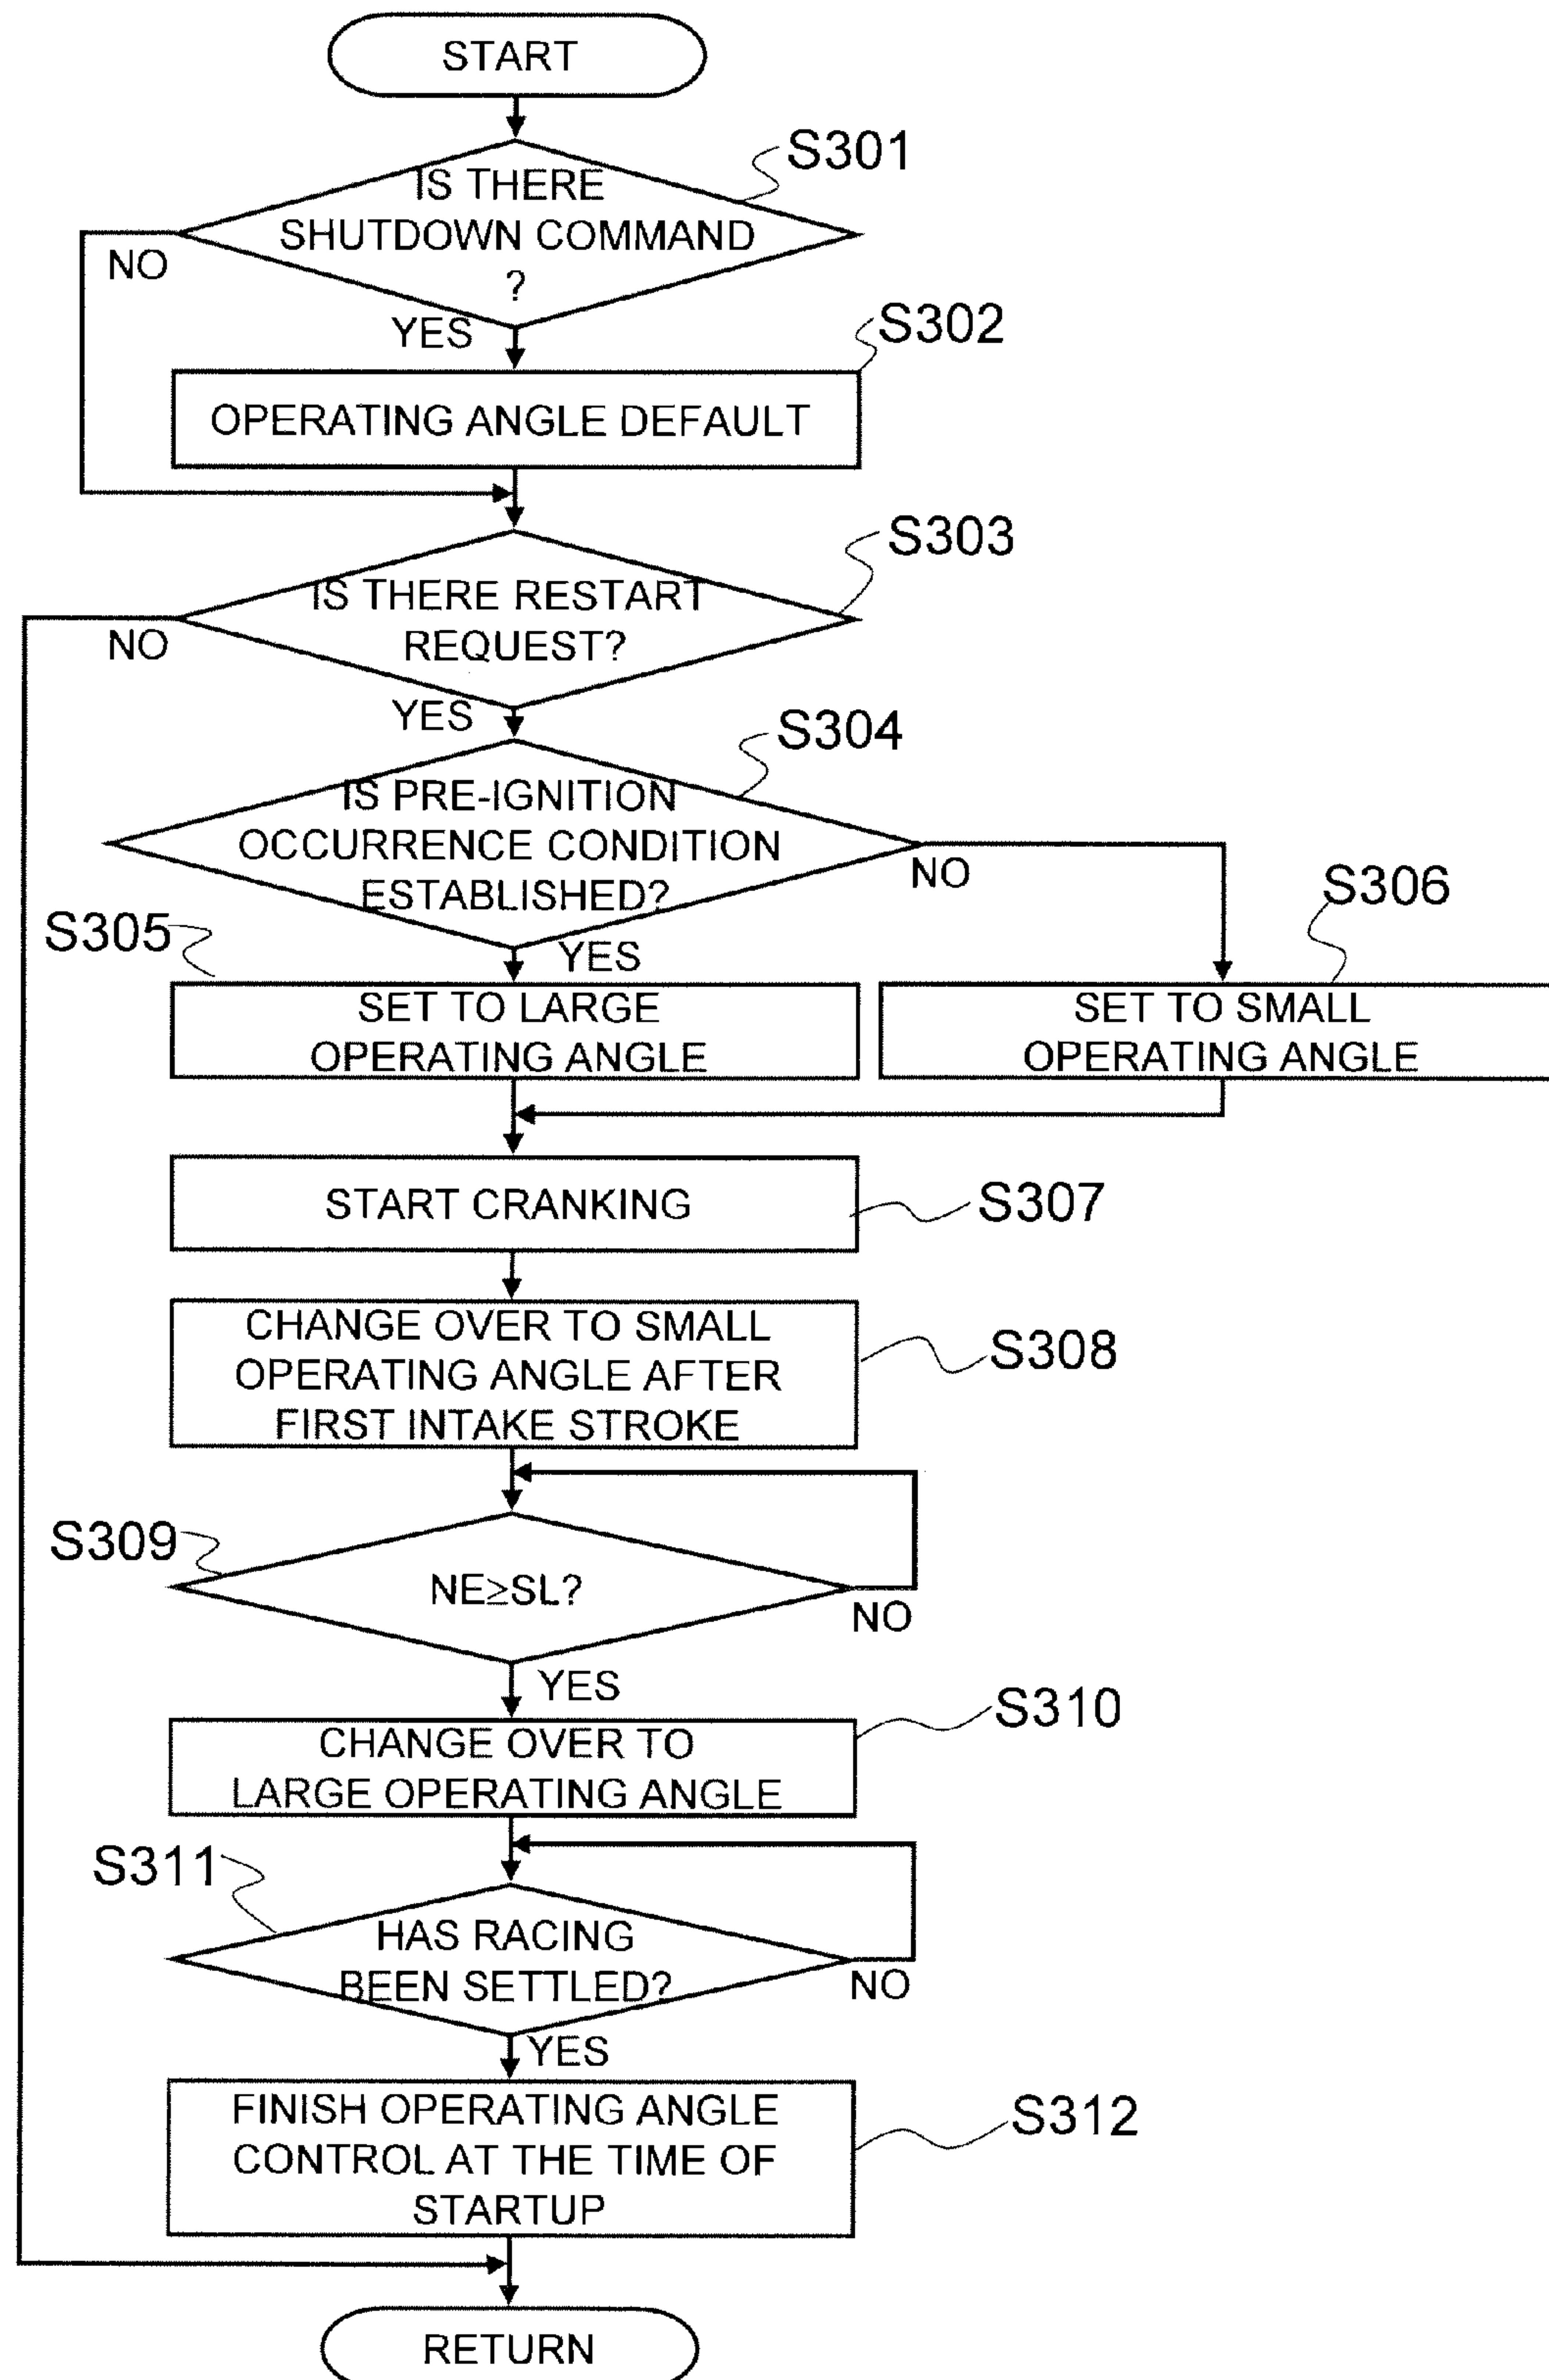 START
S301
IS THERE
SHUTDOWN COMMAND
?
NO
YES
S302
OPERATING ANGLE DEFAULT
S303
IS THERE RESTART
REQUEST?
NO
YES
S304
IS PRE-IGNITION
OCCURRENCE CONDITION
ESTABLISHED?
NO
YES
S305
SET TO LARGE
OPERATING ANGLE
S306
SET TO SMALL
OPERATING ANGLE
START CRANKING
S307
CHANGE OVER TO SMALL
OPERATING ANGLE AFTER
FIRST INTAKE STROKE
S308
S309
NE≥SL?
NO
YES
S310
CHANGE OVER TO
LARGE OPERATING ANGLE
S311
HAS RACING
BEEN SETTLED?
NO
YES
FINISH OPERATING ANGLE
CONTROL AT THE TIME OF
STARTUP
S312
RETURN